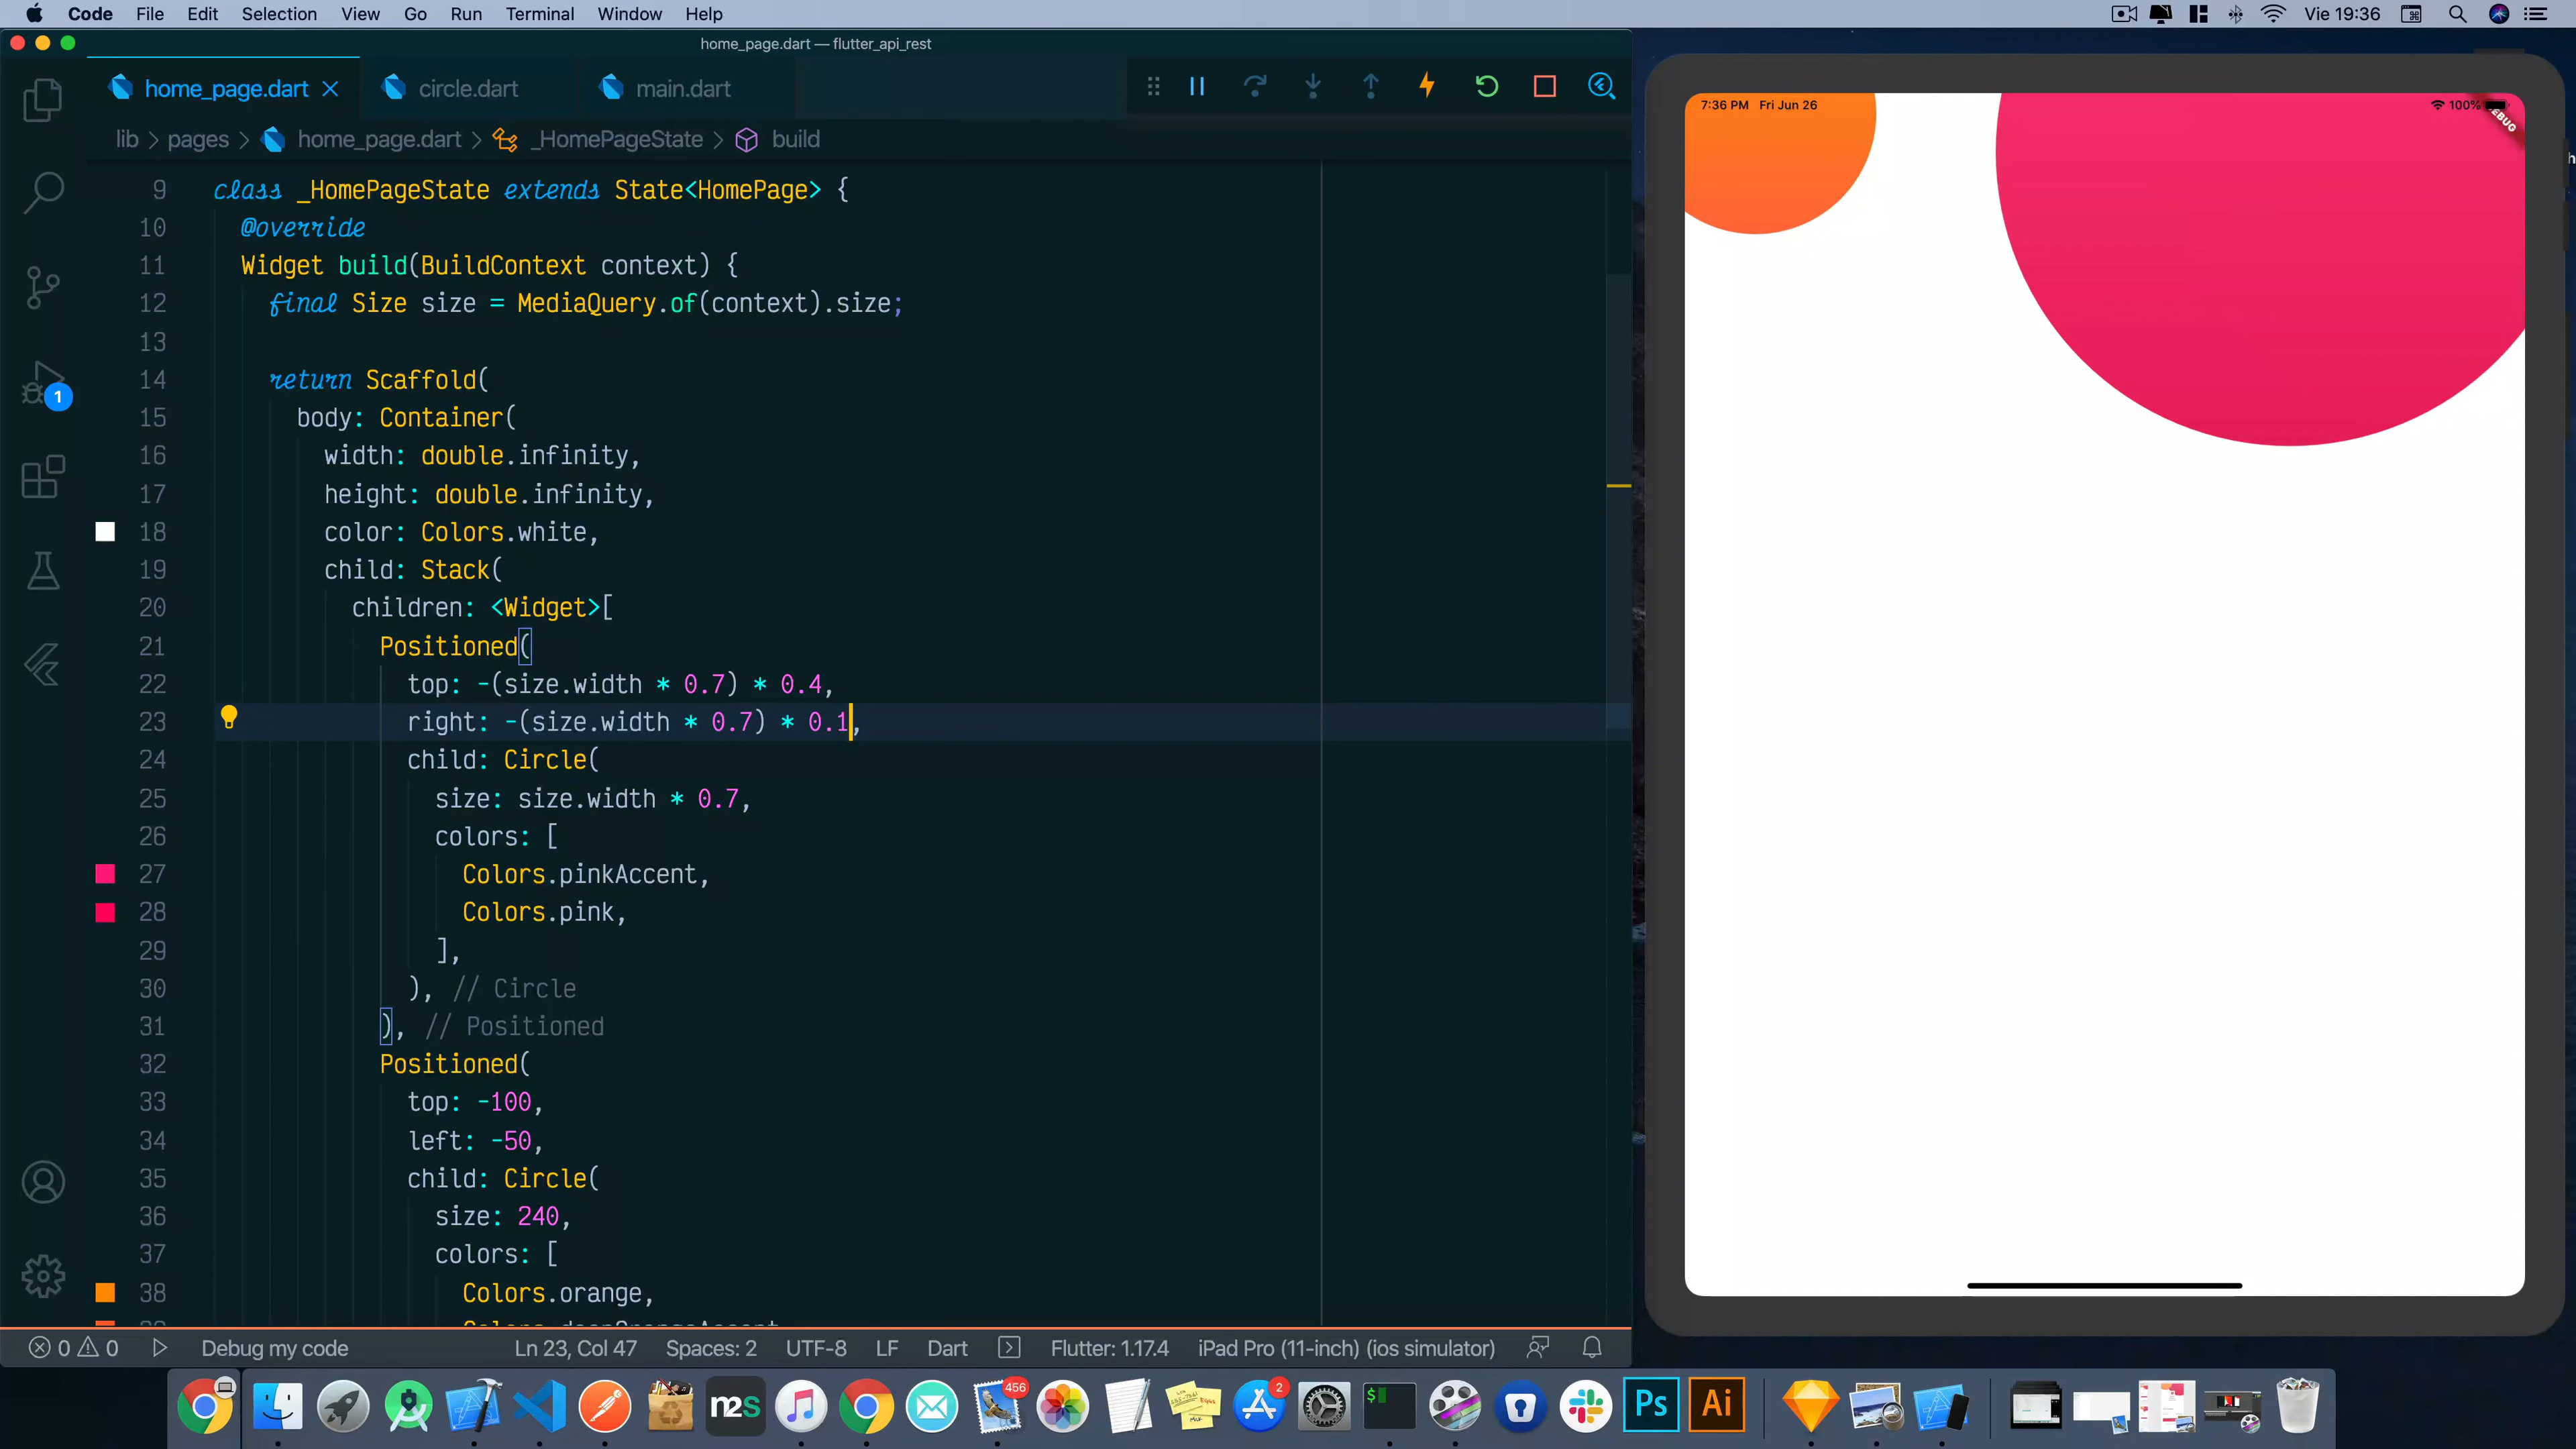 Code File Edit Selection View Go Run Terminal Window Help
Vie 19:36
home_page.dart — flutter_api_rest
home_page.dart circle.dart main.dart
lib > pages > home_page.dart > _HomePageState > build
9 class _HomePageState extends State<HomePage> {
10 @override
11 Widget build(BuildContext context) {
12 final Size size = MediaQuery.of(context).size;
13
14 return Scaffold(
15 body: Container(
16 width: double.infinity,
17 height: double.infinity,
18 color: Colors.white,
19 child: Stack(
20 children: <Widget>[
21 Positioned(
22 top: -(size.width * 0.7) * 0.4,
23 right: -(size.width * 0.7) * 0.1,
24 child: Circle(
25 size: size.width * 0.7,
26 colors: [
27 Colors.pinkAccent,
28 Colors.pink,
29 ],
30 ), // Circle
31 ), // Positioned
32 Positioned(
33 top: -100,
34 left: -50,
35 child: Circle(
36 size: 240,
37 colors: [
38 Colors.orange,
1
0 0 Debug my code Ln 23, Col 47 Spaces: 2 UTF-8 LF Dart Flutter: 1.17.4 iPad Pro (11-inch) (ios simulator)
7:36 PM Fri Jun 26
100%
n2s
456
2
$
Ps
Ai